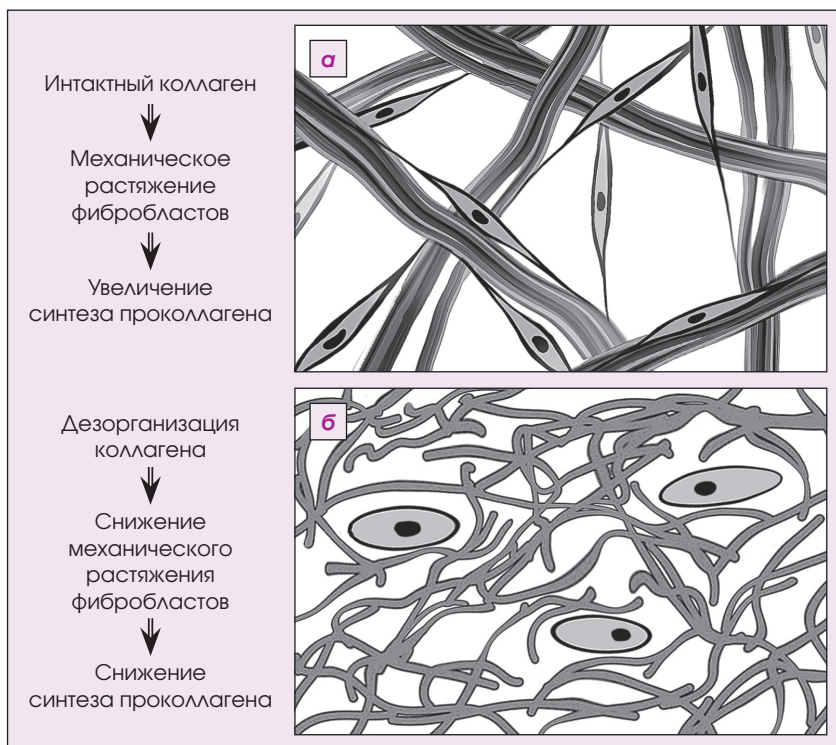 Интактный коллаген
Механическое
растяжение
фибробластов
Увеличение
синтеза проколлагена
а
Дезорганизация
коллагена
Снижение
механического
растяжения
фибробластов
Снижение
синтеза проколлагена
б